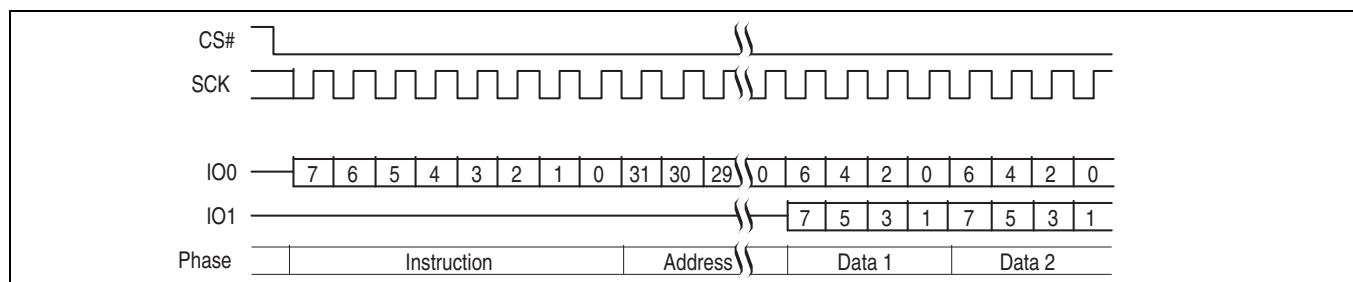 CS#
SCK
IO0 7 6 5 4 3 2 1 0 31 30 29 0 6 4 2 0 6 4 2 0
IO1 7 5 3 1 7 5 3 1
Phase Instruction Address Data 1 Data 2